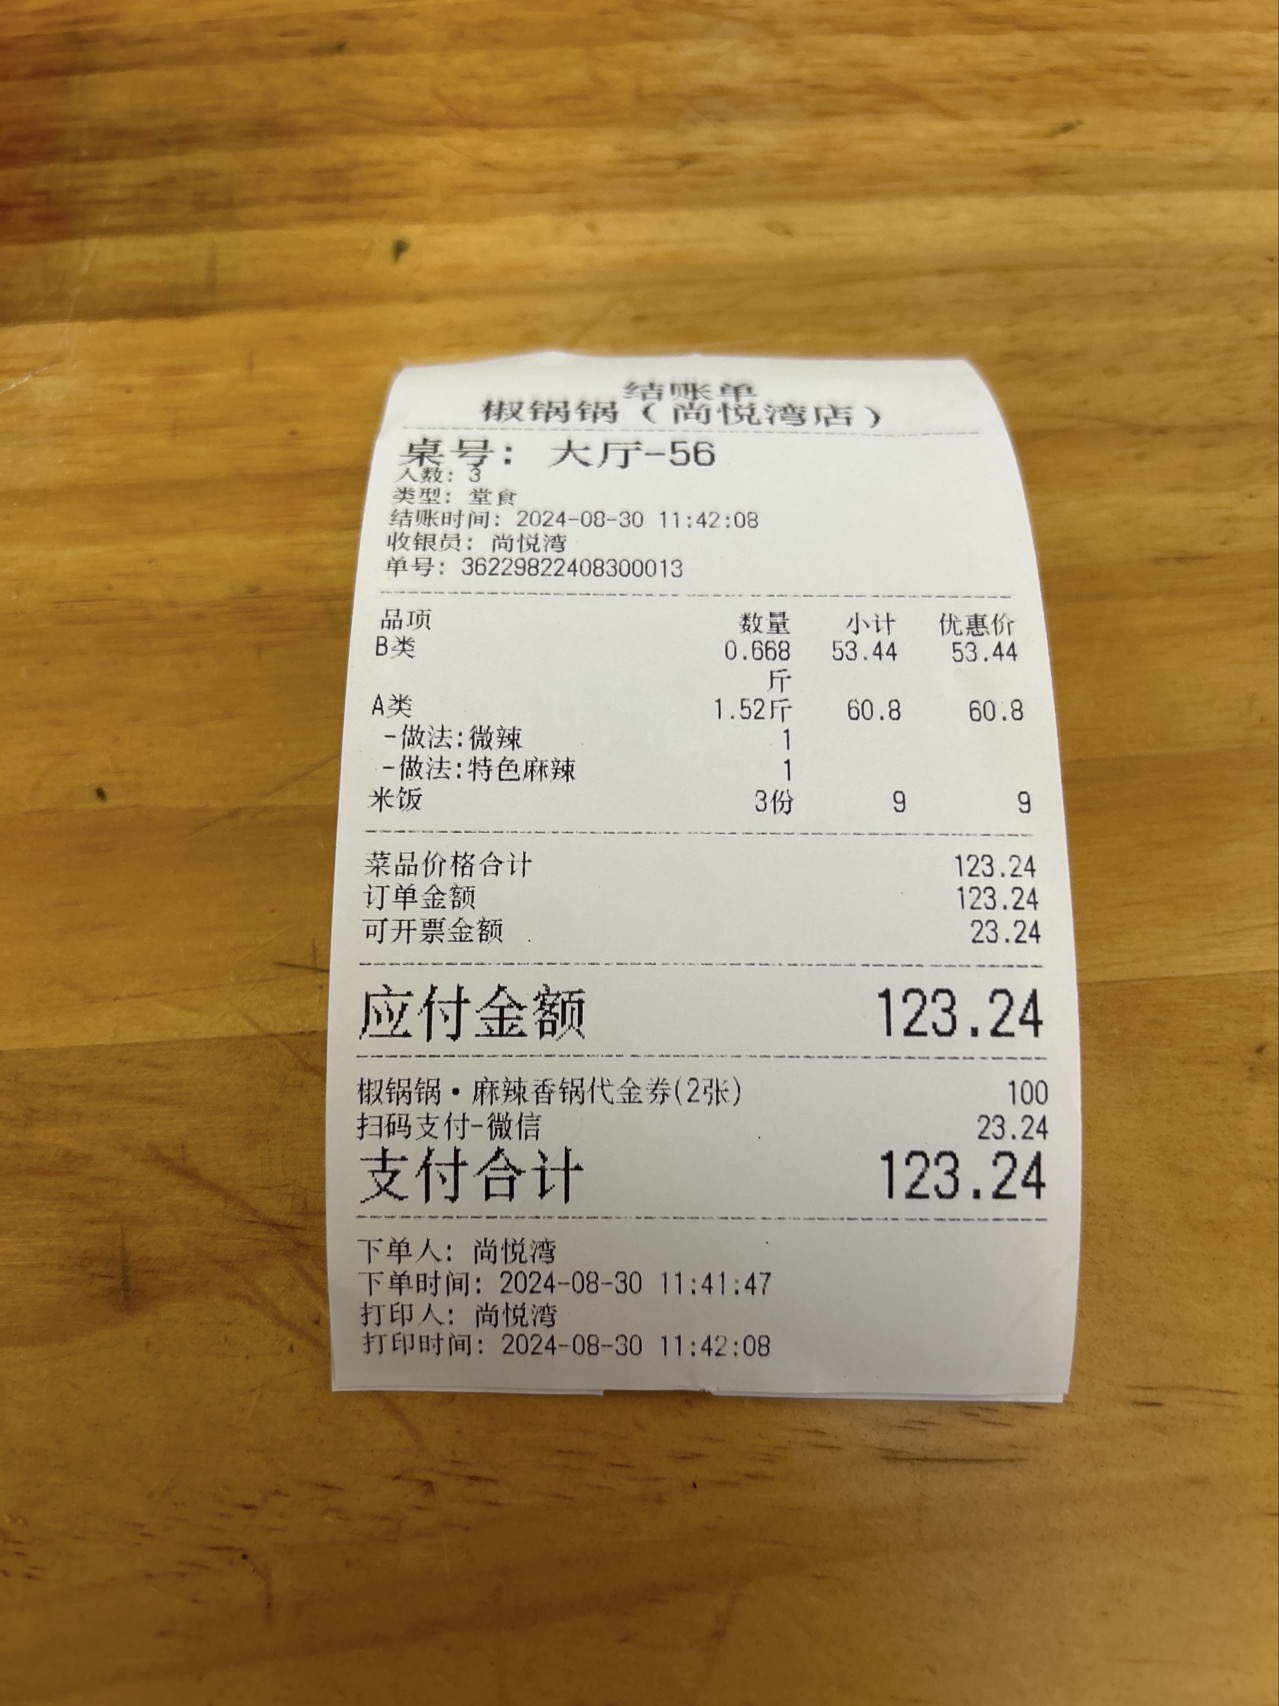 结账单
椒锅锅（尚悦湾店）
桌号: 大厅-56
人数: 3
类型: 堂食
结账时间: 2024-08-30 11:42:08
收银员: 尚悦湾
单号: 36229822408300013
品项 数量 小计 优惠价
B类 0.668 53.44 53.44
斤
A类 1.52斤 60.8 60.8
-做法:微辣 1
-做法:特色麻辣 1
米饭 3份 9 9
菜品价格合计 123.24
订单金额 123.24
可开票金额 23.24
应付金额 123.24
椒锅锅·麻辣香锅代金券(2张) 100
扫码支付-微信 23.24
支付合计 123.24
下单人: 尚悦湾
下单时间: 2024-08-30 11:41:47
打印人: 尚悦湾
打印时间: 2024-08-30 11:42:08